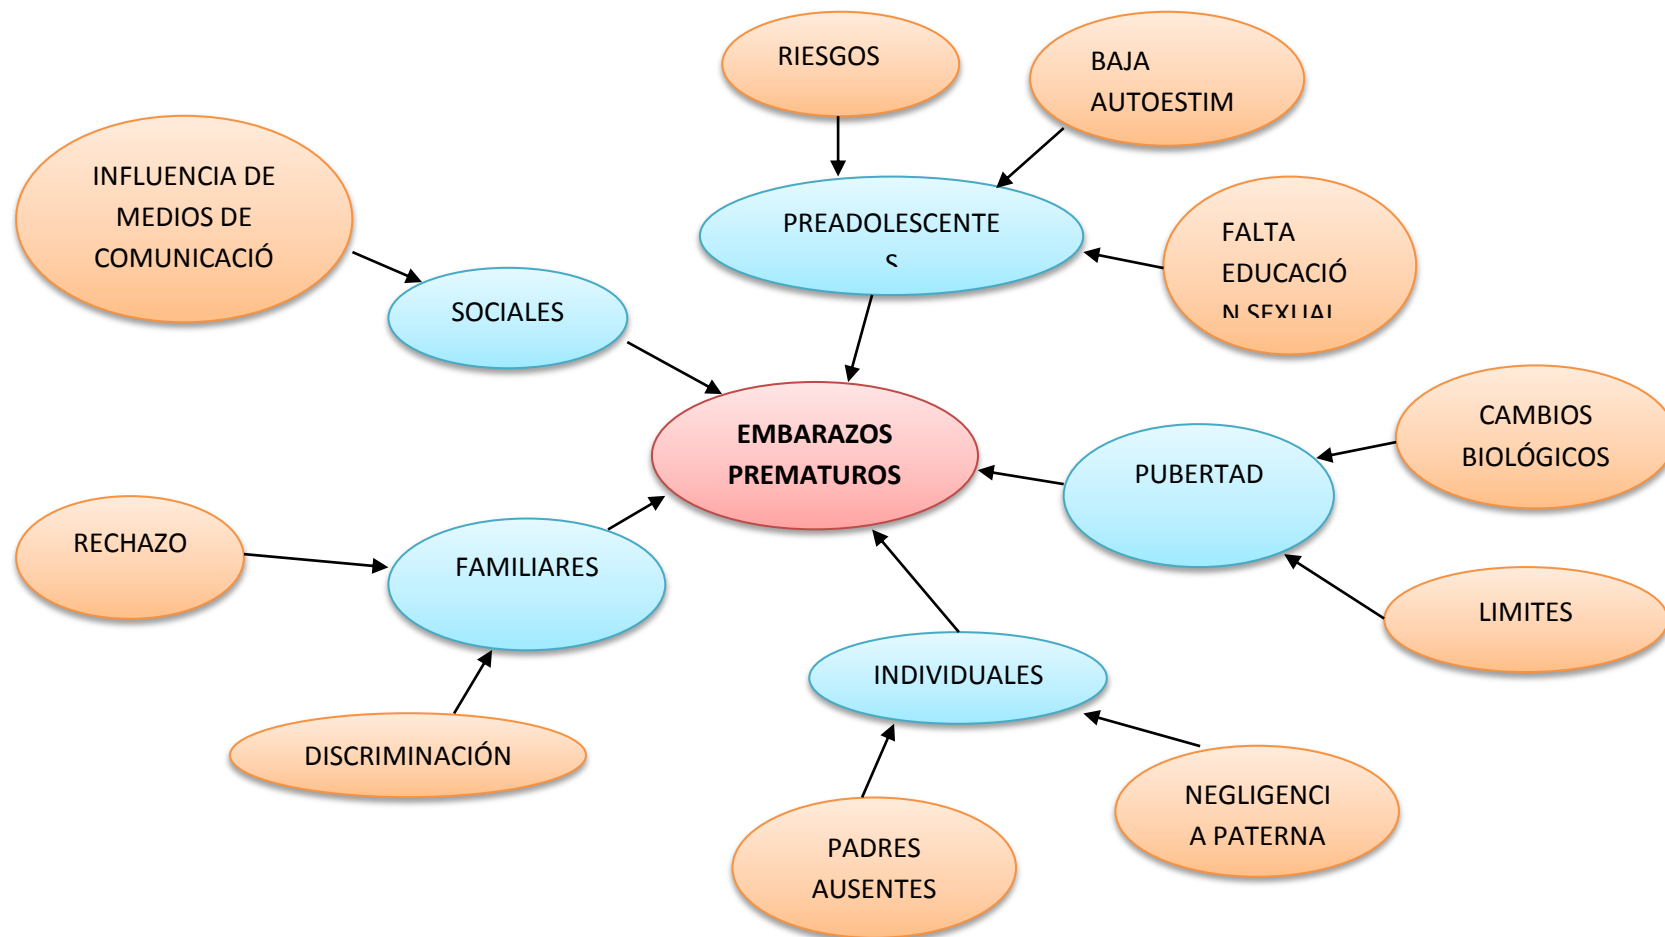 RIESGOS
BAJA
AUTOESTIM
INFLUENCIA DE
MEDIOS DE
COMUNICACIÓ
PREADOLESCENTE
S
FALTA
EDUCACIÓ
N SEXUAL
SOCIALES
EMBARAZOS
PREMATUROS
CAMBIOS
BIOLÓGICOS
PUBERTAD
RECHAZO
FAMILIARES
LIMITES
INDIVIDUALES
DISCRIMINACIÓN
NEGLIGENCI
A PATERNA
PADRES
AUSENTES